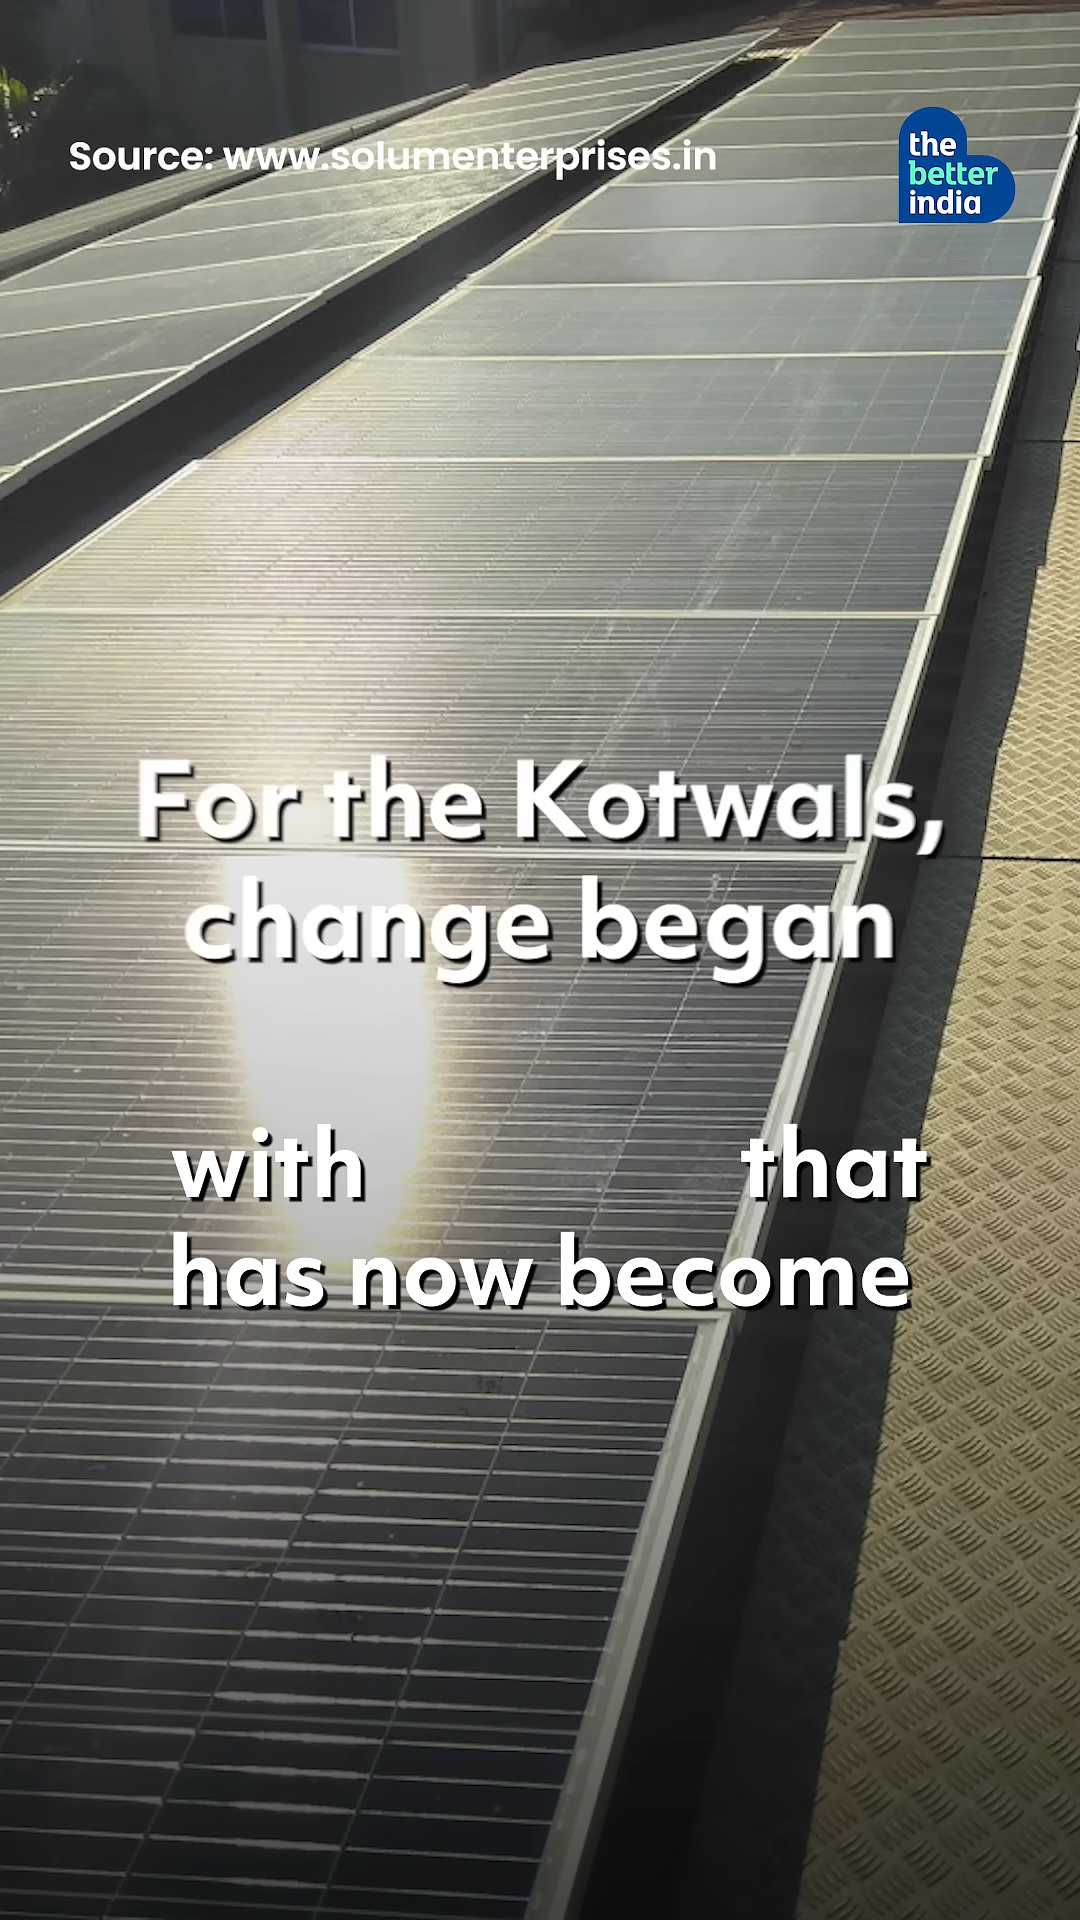 Source: www.solumenterprises.in
the
better
india
For the Kotwals,
change began
with that
has now become